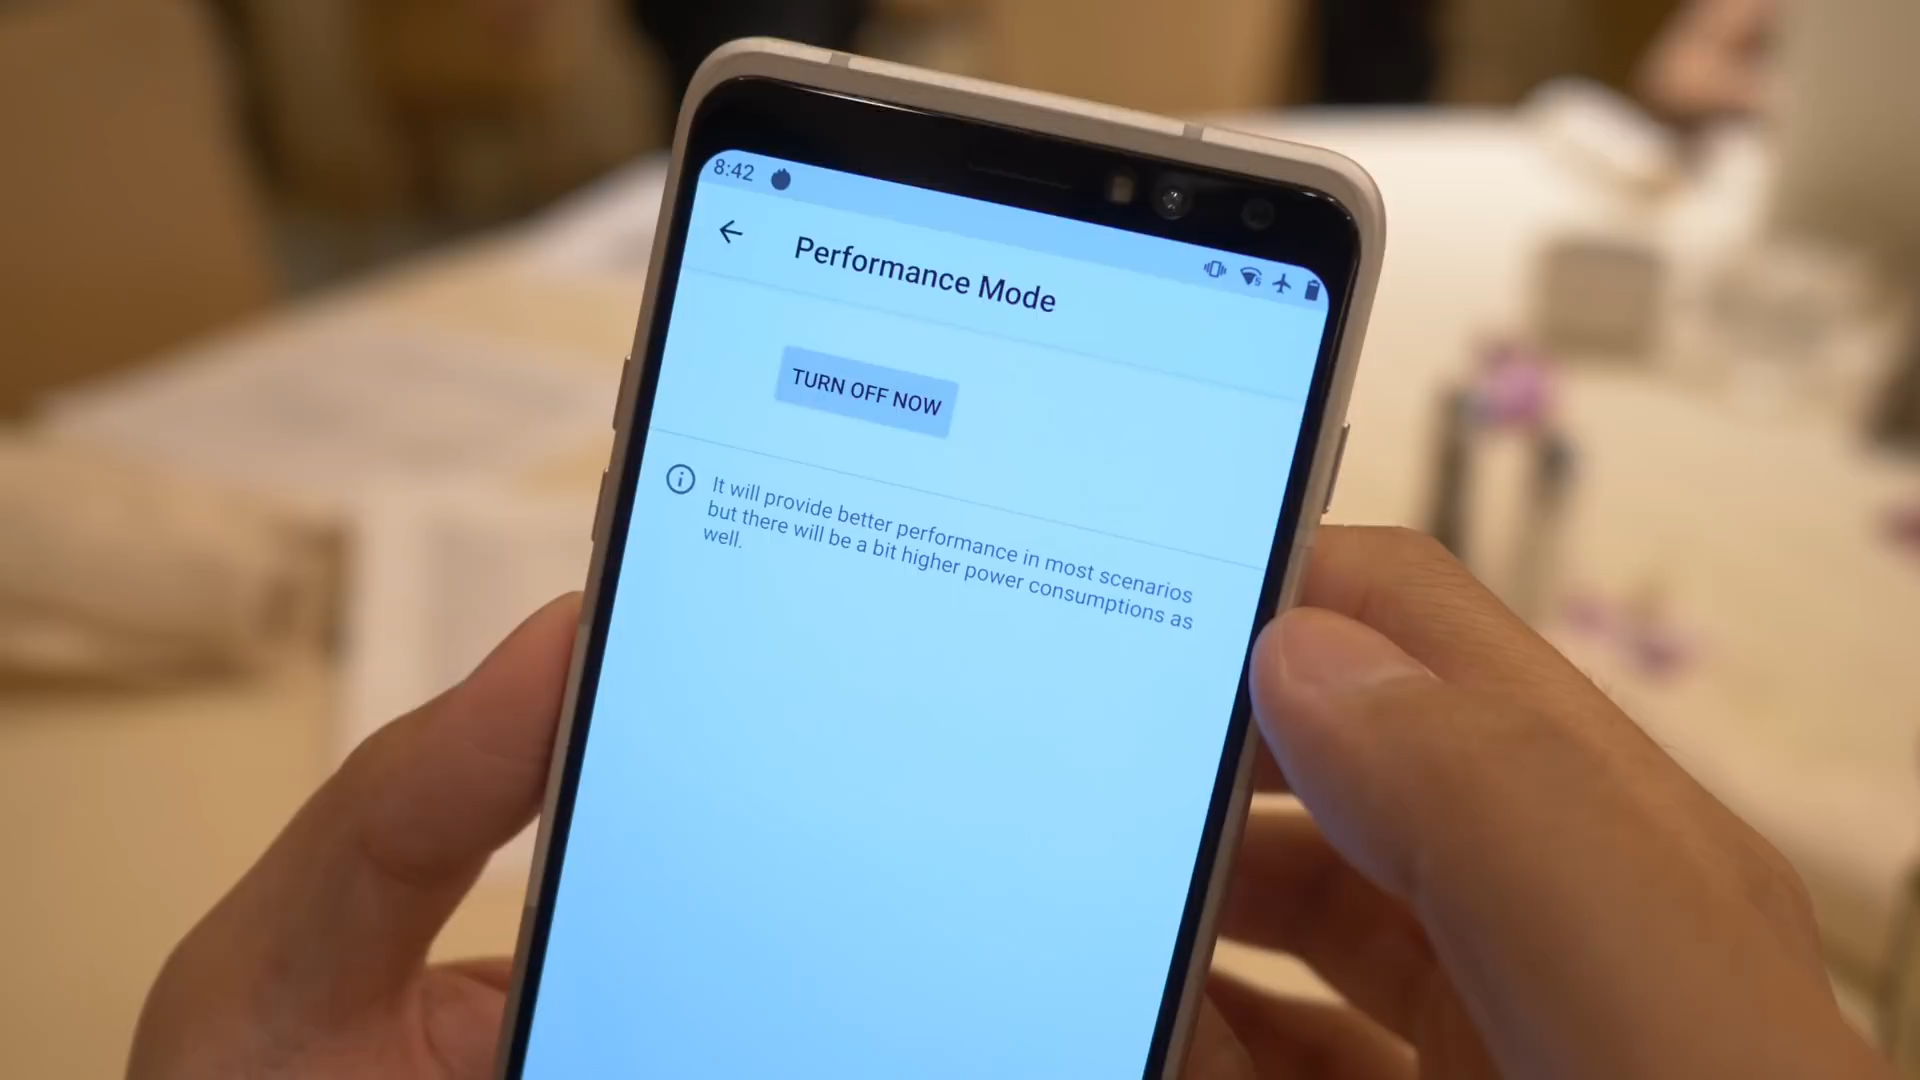 8:42
Performance Mode
TURN OFF NOW
It will provide better performance in most scenarios
but there will be a bit higher power consumptions as
well.